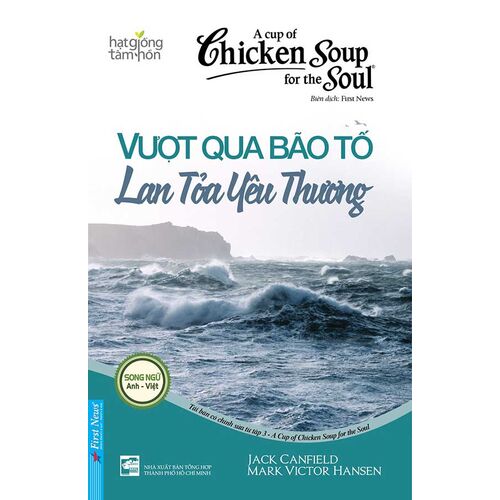 hạt giống
tâm hồn
A cup of
Chicken Soup
for the Soul®
Biên dịch: First News
VƯỢT QUA BÃO TỐ
Lan Tỏa Yêu Thương
SONG NGỮ
Anh - Việt
Tái bản có chỉnh sửa từ tập 3 - A Cup of Chicken Soup for the Soul
First News
NHÀ XUẤT BẢN TỔNG HỢP
THÀNH PHỐ HỒ CHÍ MINH
JACK CANFIELD
MARK VICTOR HANSEN